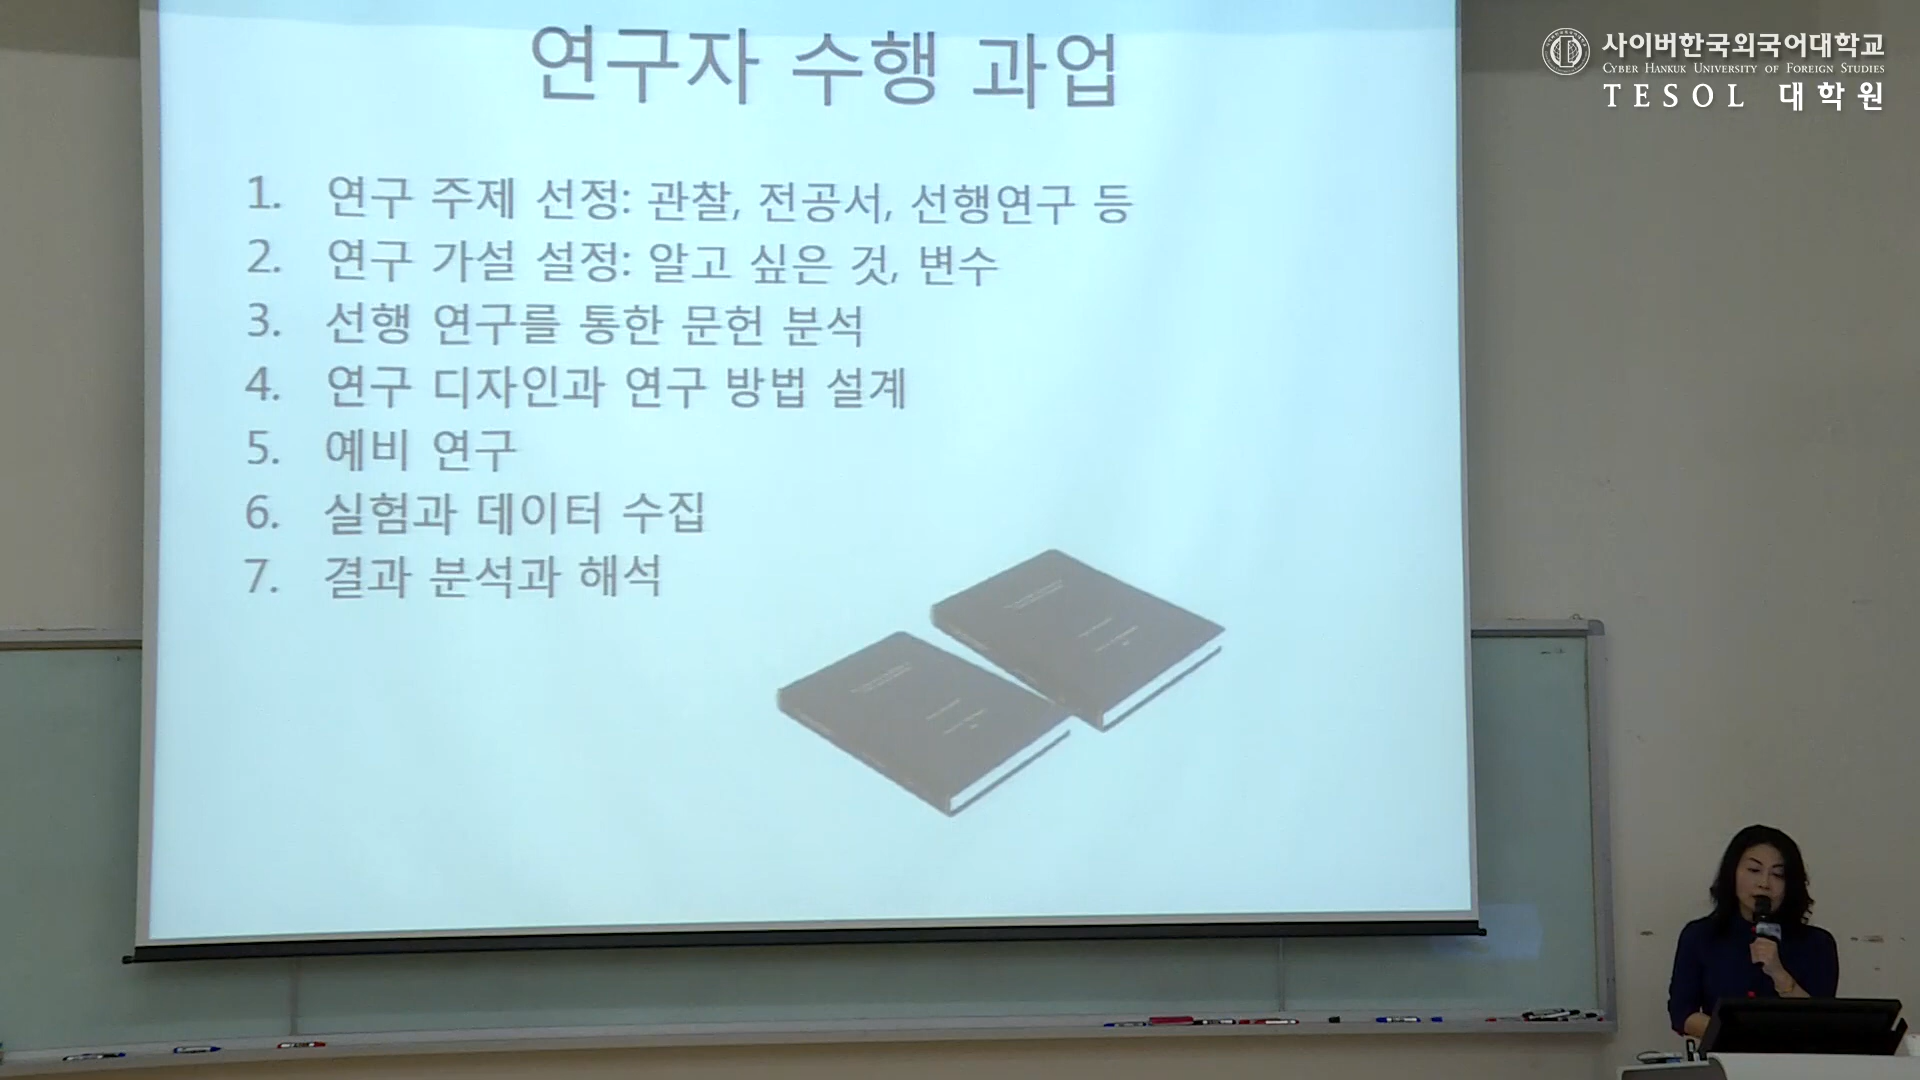 연구자 수행 과업
사이버한국외국어대학교
CYBER HANKUK UNIVERSITY OF FOREIGN STUDIES
TESOL 대학원
1. 연구 주제 선정: 관찰, 전공서, 선행연구 등
2. 연구 가설 설정: 알고 싶은 것, 변수
3. 선행 연구를 통한 문헌 분석
4. 연구 디자인과 연구 방법 설계
5. 예비 연구
6. 실험과 데이터 수집
7. 결과 분석과 해석